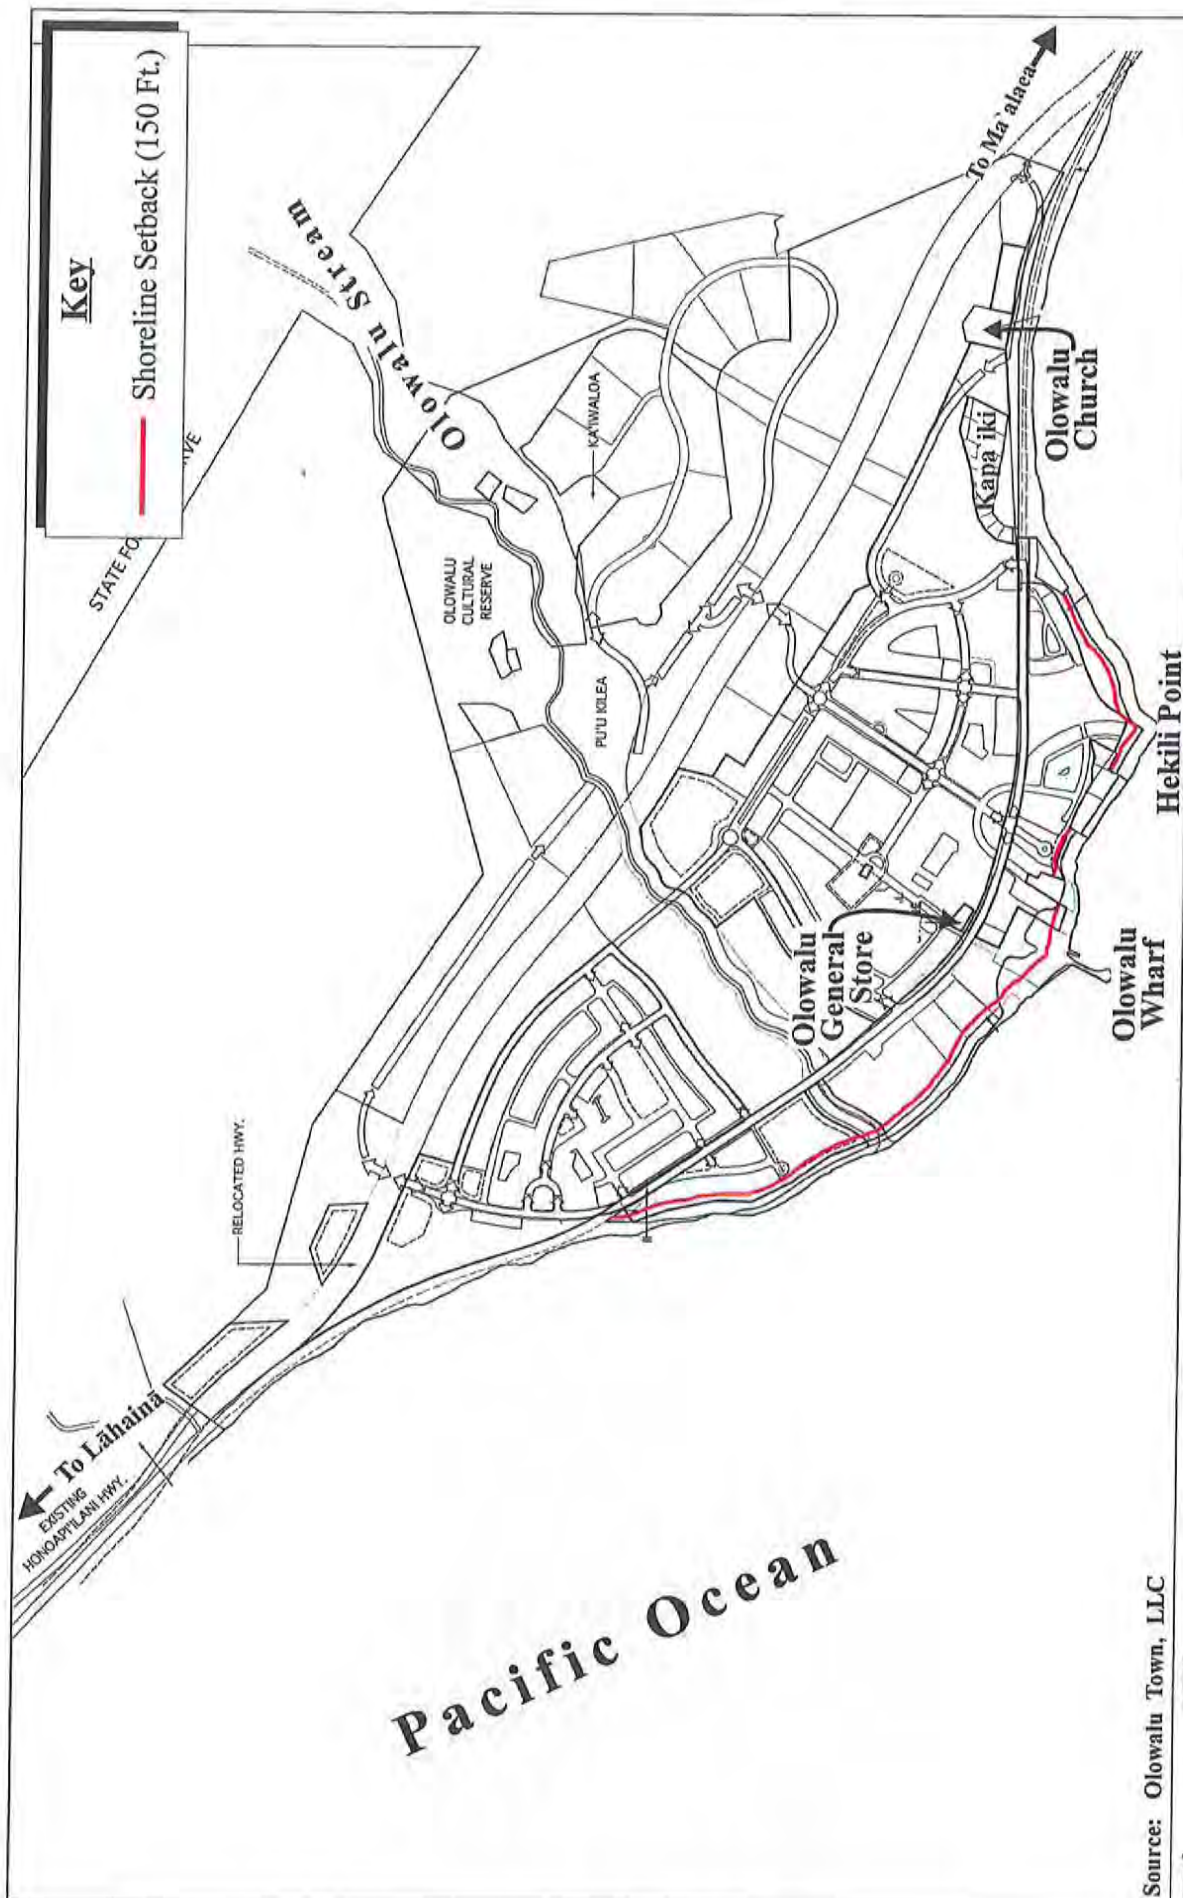 Key
Shoreline Setback (150 Ft.)
STATE FO
RVE
Olowalu Stream
To Ma`alaea
KA'IWALOA
OLOWALU
CULTURAL
RESERVE
PU'U KILEA
Kapa`iki
Olowalu
Church
Hekili Point
Olowalu
General
Store
Olowalu
Wharf
RELOCATED HWY.
To Lāhainā
EXISTING
HONOAPI'ILANI HWY.
Pacific Ocean
Source: Olowalu Town, LLC